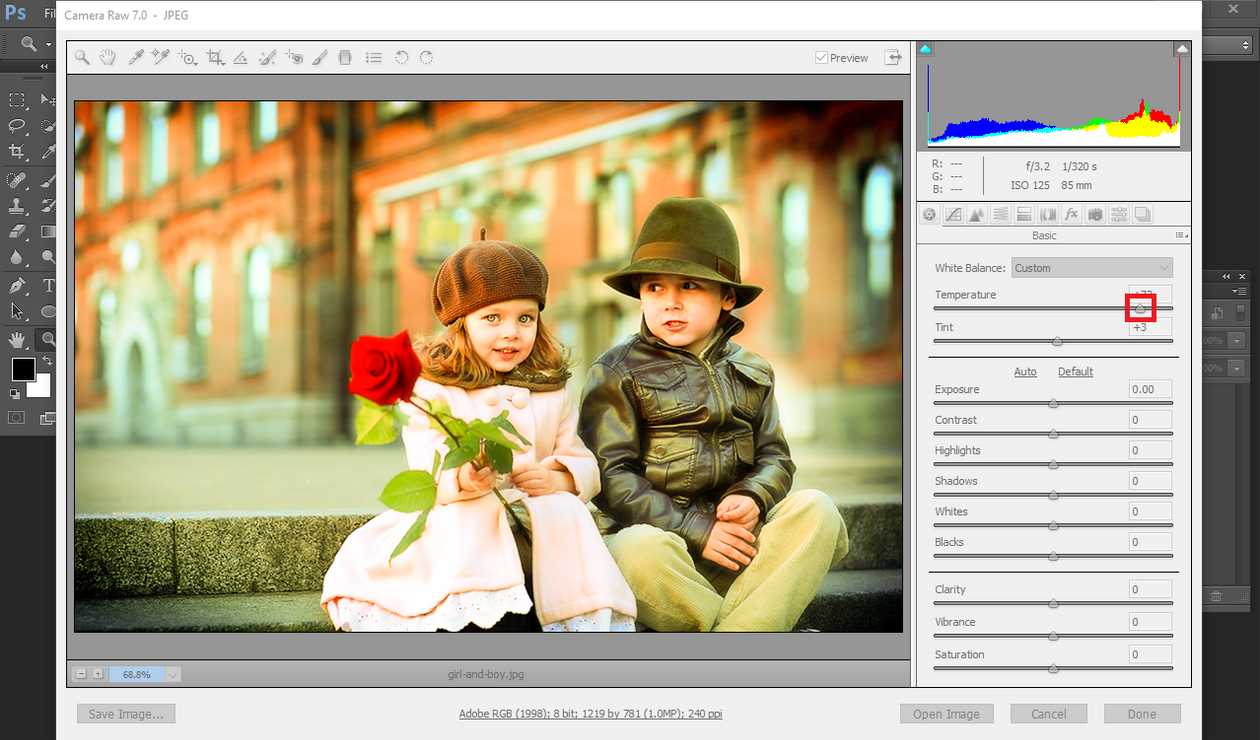 Ps
Fil
Camera Raw 7.0 - JPEG
Preview
R: ---
G: ---
B: ---
f/3.2 1/320 s
ISO 125 85 mm
fx
Basic
White Balance: Custom
Temperature
Tint +3
Auto Default
Exposure 0.00
Contrast 0
Highlights 0
Shadows 0
Whites 0
Blacks 0
Clarity 0
Vibrance 0
Saturation 0
T
68.8%
girl-and-boy.jpg
Save Image...
Adobe RGB (1998); 8 bit; 1219 by 781 (1.0MP); 240 ppi
Open Image Cancel Done